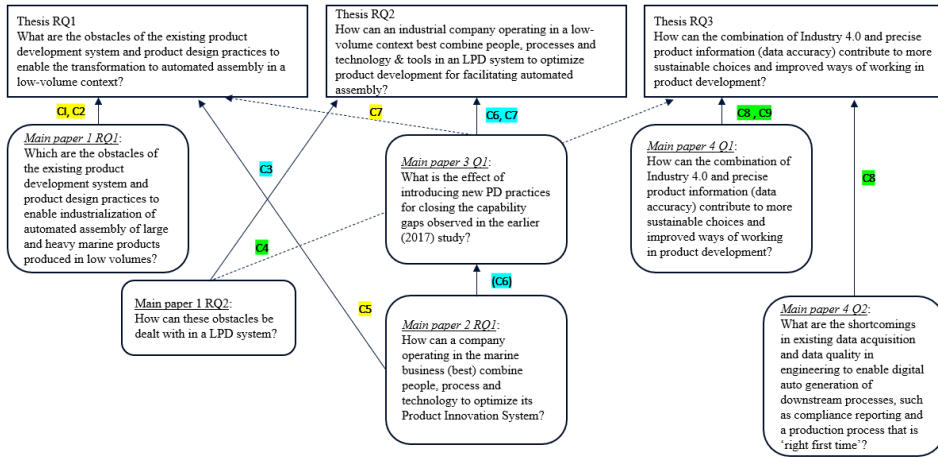 Thesis RQ1
What are the obstacles of the existing product
development system and product design practices to
enable the transformation to automated assembly in a
low-volume context?
Thesis RQ2
How can an industrial company operating in a low-
volume context best combine people, processes and
technology & tools in an LPD system to optimize
product development for facilitating automated
assembly?
Thesis RQ3
How can the combination of Industry 4.0 and precise
product information (data accuracy) contribute to more
sustainable choices and improved ways of working in
product development?
C1, C2
C7
C6, C7
C8 , C9
Main paper 1 RQ1:
Which are the obstacles of
the existing product
development system and
product design practices to
enable industrialization of
automated assembly of large
and heavy marine products
produced in low volumes?
C3
Main paper 3 Q1:
What is the effect of
introducing new PD practices
for closing the capability
gaps observed in the earlier
(2017) study?
Main paper 4 Q1:
How can the combination of
Industry 4.0 and precise
product information (data
accuracy) contribute to more
sustainable choices and
improved ways of working
in product development?
C8
C4
(C6)
Main paper 1 RQ2:
How can these obstacles be
dealt with in a LPD system?
C5
Main paper 2 RQ1:
How can a company
operating in the marine
business (best) combine
people, process and
technology to optimize its
Product Innovation System?
Main paper 4 Q2:
What are the shortcomings
in existing data acquisition
and data quality in
engineering to enable digital
auto generation of
downstream processes, such
as compliance reporting and
a production process that is
‘right first time’?